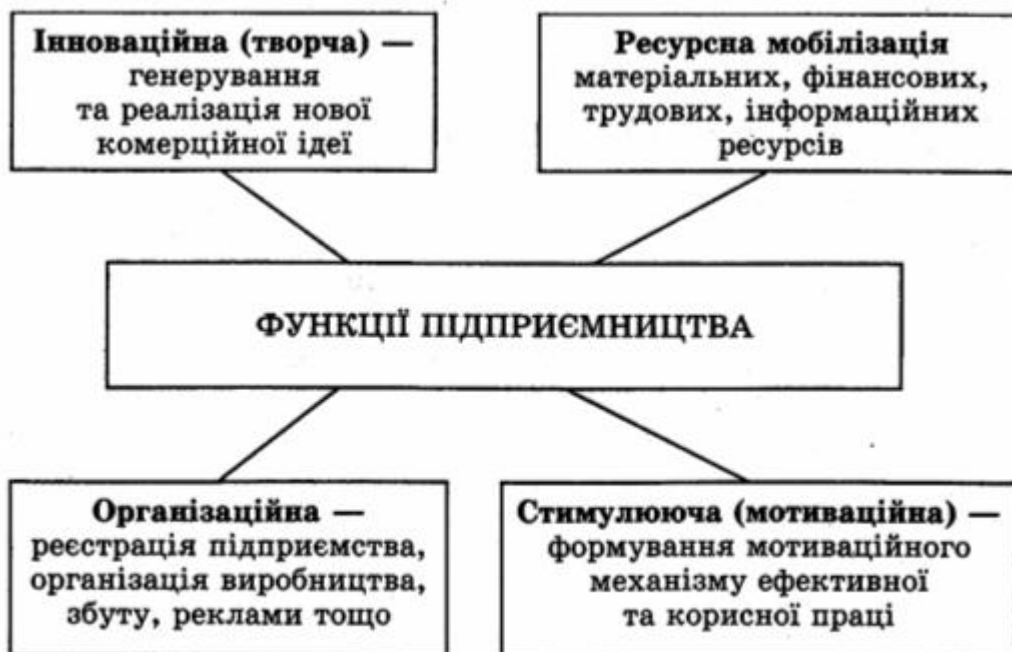 Інноваційна (творча) —
генерування
та реалізація нової
комерційної ідеї
Ресурсна мобілізація
матеріальних, фінансових,
трудових, інформаційних
ресурсів
ФУНКЦІЇ ПІДПРИЄМНИЦТВА
Організаційна —
реєстрація підприємства,
організація виробництва,
збуту, реклами тощо
Стимулююча (мотиваційна) —
формування мотиваційного
механізму ефективної
та корисної праці